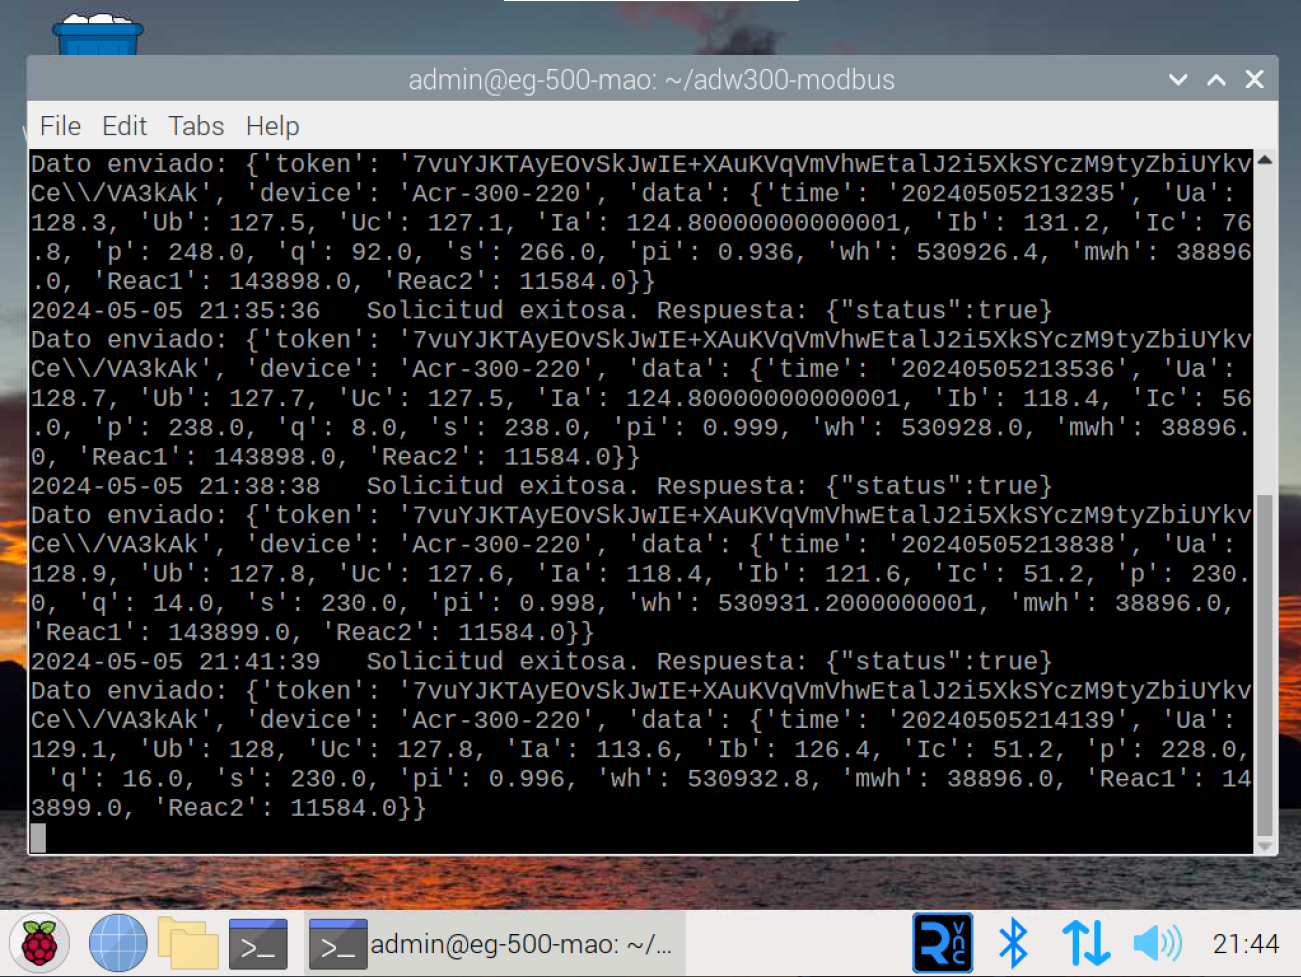 admin@eg-500-mao: ~/adw300-modbus
File Edit Tabs Help
Dato enviado: {'token': '7vuYJKTAyEOvSkJwIE+XAuKVqVmVhwEtalJ2i5XkSYczM9tyZbiUYkv
Ce\\/VA3kAk', 'device': 'Acr-300-220', 'data': {'time': '20240505213235', 'Ua':
128.3, 'Ub': 127.5, 'Uc': 127.1, 'Ia': 124.80000000000001, 'Ib': 131.2, 'Ic': 76
.8, 'p': 248.0, 'q': 92.0, 's': 266.0, 'pi': 0.936, 'wh': 530926.4, 'mwh': 38896
.0, 'Reac1': 143898.0, 'Reac2': 11584.0}}
2024-05-05 21:35:36   Solicitud exitosa. Respuesta: {"status":true}
Dato enviado: {'token': '7vuYJKTAyEOvSkJwIE+XAuKVqVmVhwEtalJ2i5XkSYczM9tyZbiUYkv
Ce\\/VA3kAk', 'device': 'Acr-300-220', 'data': {'time': '20240505213536', 'Ua':
128.7, 'Ub': 127.7, 'Uc': 127.5, 'Ia': 124.80000000000001, 'Ib': 118.4, 'Ic': 56
.0, 'p': 238.0, 'q': 8.0, 's': 238.0, 'pi': 0.999, 'wh': 530928.0, 'mwh': 38896.
0, 'Reac1': 143898.0, 'Reac2': 11584.0}}
2024-05-05 21:38:38   Solicitud exitosa. Respuesta: {"status":true}
Dato enviado: {'token': '7vuYJKTAyEOvSkJwIE+XAuKVqVmVhwEtalJ2i5XkSYczM9tyZbiUYkv
Ce\\/VA3kAk', 'device': 'Acr-300-220', 'data': {'time': '20240505213838', 'Ua':
128.9, 'Ub': 127.8, 'Uc': 127.6, 'Ia': 118.4, 'Ib': 121.6, 'Ic': 51.2, 'p': 230.
0, 'q': 14.0, 's': 230.0, 'pi': 0.998, 'wh': 530931.2000000001, 'mwh': 38896.0,
'Reac1': 143899.0, 'Reac2': 11584.0}}
2024-05-05 21:41:39   Solicitud exitosa. Respuesta: {"status":true}
Dato enviado: {'token': '7vuYJKTAyEOvSkJwIE+XAuKVqVmVhwEtalJ2i5XkSYczM9tyZbiUYkv
Ce\\/VA3kAk', 'device': 'Acr-300-220', 'data': {'time': '20240505214139', 'Ua':
129.1, 'Ub': 128, 'Uc': 127.8, 'Ia': 113.6, 'Ib': 126.4, 'Ic': 51.2, 'p': 228.0,
'q': 16.0, 's': 230.0, 'pi': 0.996, 'wh': 530932.8, 'mwh': 38896.0, 'Reac1': 14
3899.0, 'Reac2': 11584.0}}
admin@eg-500-mao: ~/... VNC 21:44